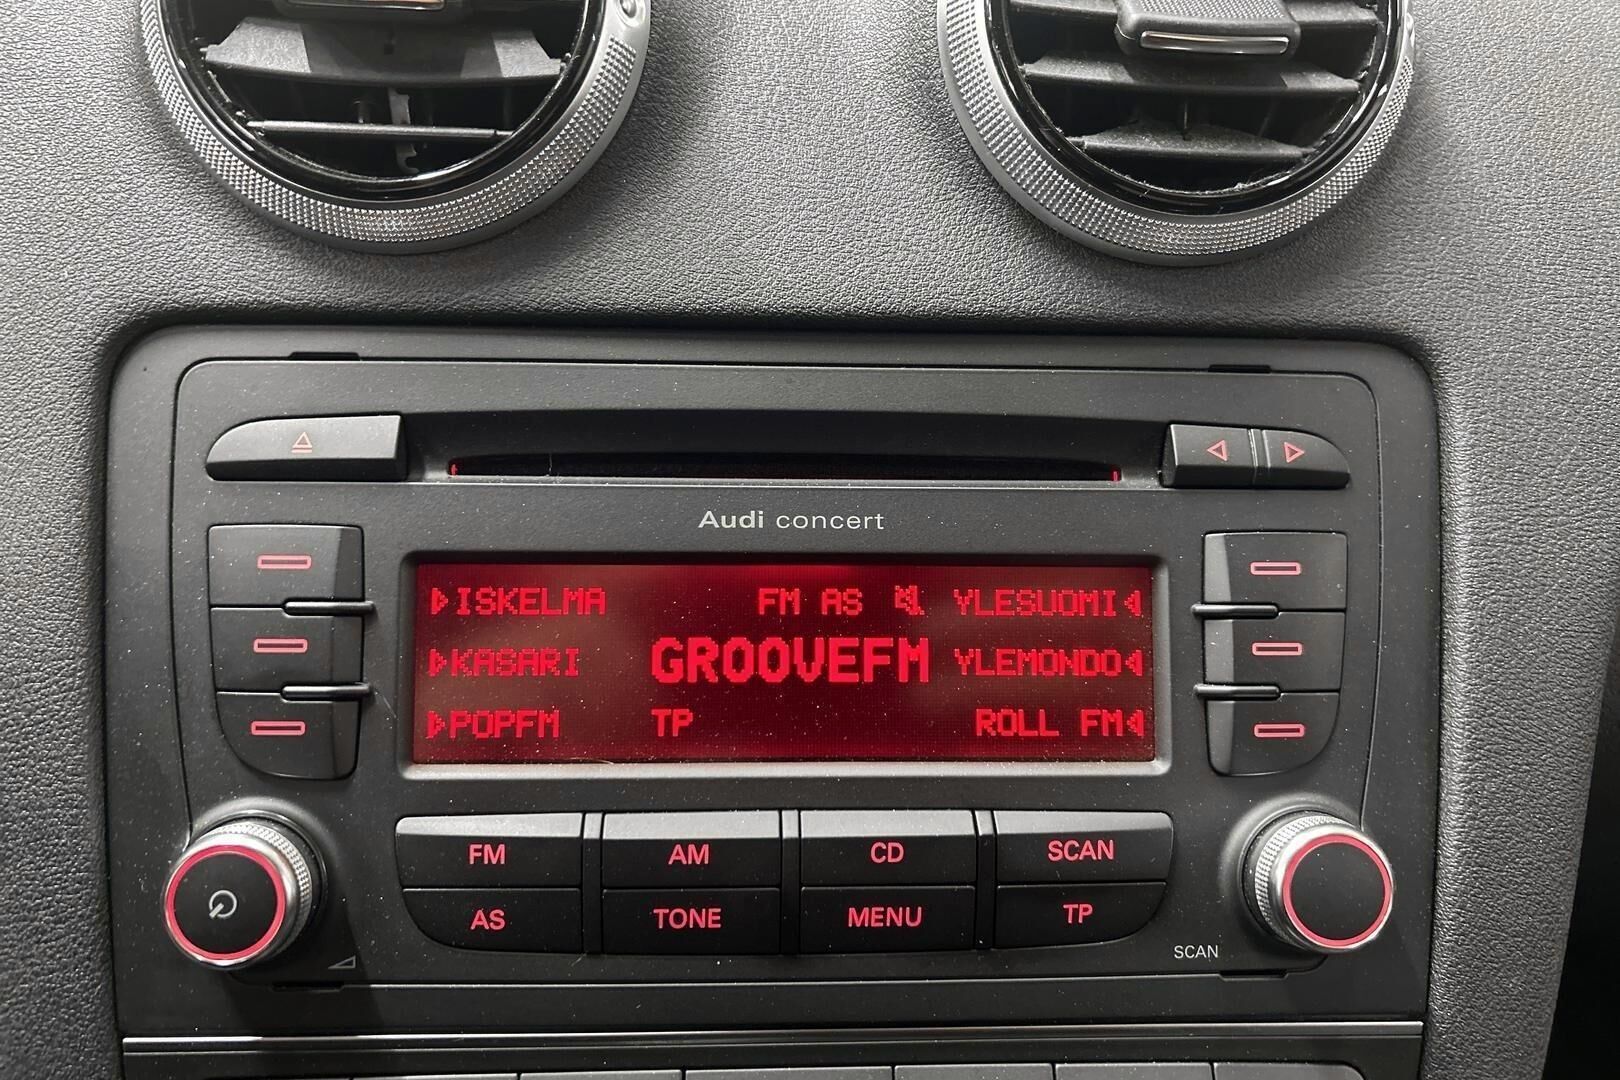 Audi concert
ISKELMA FM AS YLESUOMI
KASARI GROOVEFM YLEMONDO
POPFM TP ROLL FM
FM AM CD SCAN
AS TONE MENU TP
SCAN